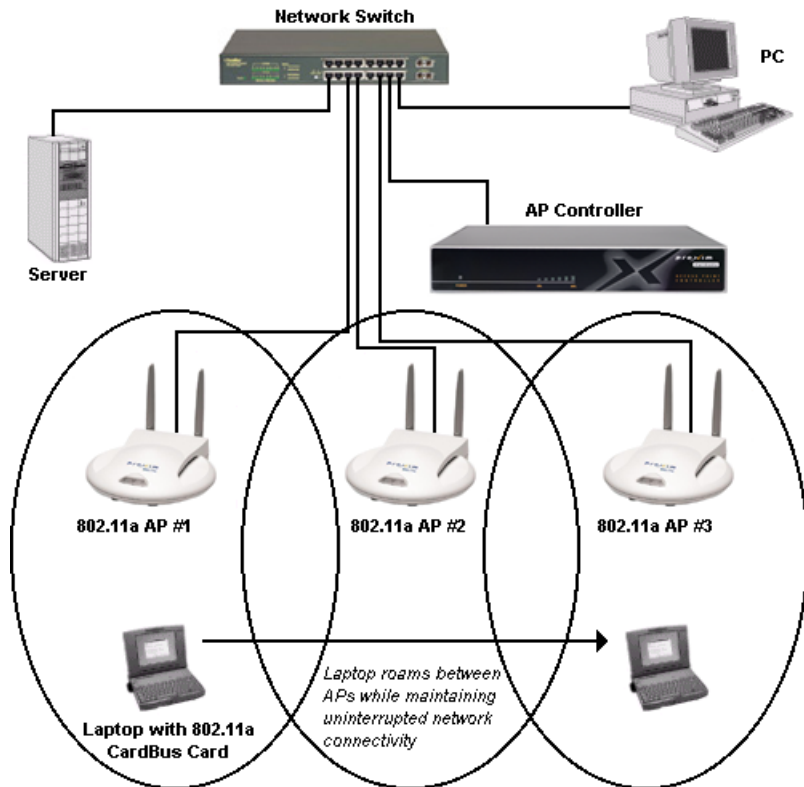 Network Switch
PC
Server
AP Controller
802.11a AP #1
802.11a AP #2
802.11a AP #3
Laptop with 802.11a
CardBus Card
Laptop roams between
APs while maintaining
uninterrupted network
connectivity